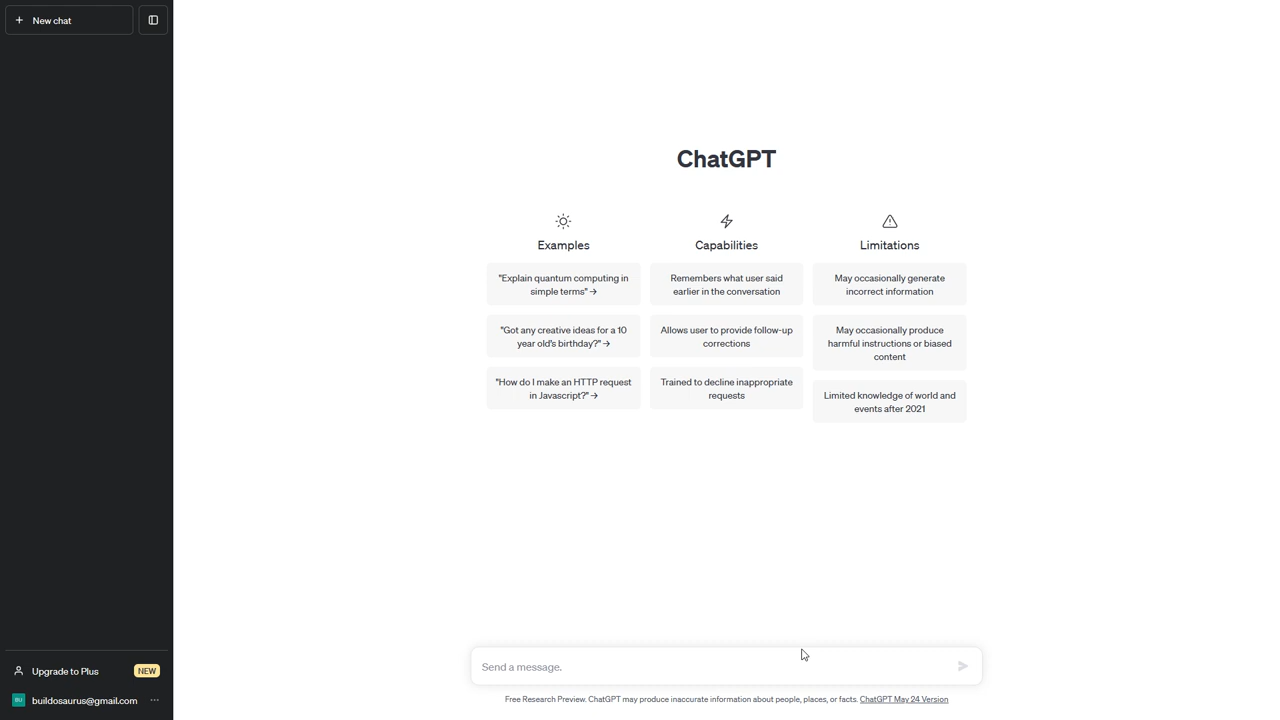 New chat
ChatGPT
Examples
"Explain quantum computing in
simple terms" →
"Got any creative ideas for a 10
year old's birthday?" →
"How do I make an HTTP request
in Javascript?" →
Capabilities
Remembers what user said
earlier in the conversation
Allows user to provide follow-up
corrections
Trained to decline inappropriate
requests
Limitations
May occasionally generate
incorrect information
May occasionally produce
harmful instructions or biased
content
Limited knowledge of world and
events after 2021
Upgrade to Plus NEW
BU buildosaurus@gmail.com
Send a message.
Free Research Preview. ChatGPT may produce inaccurate information about people, places, or facts. ChatGPT May 24 Version